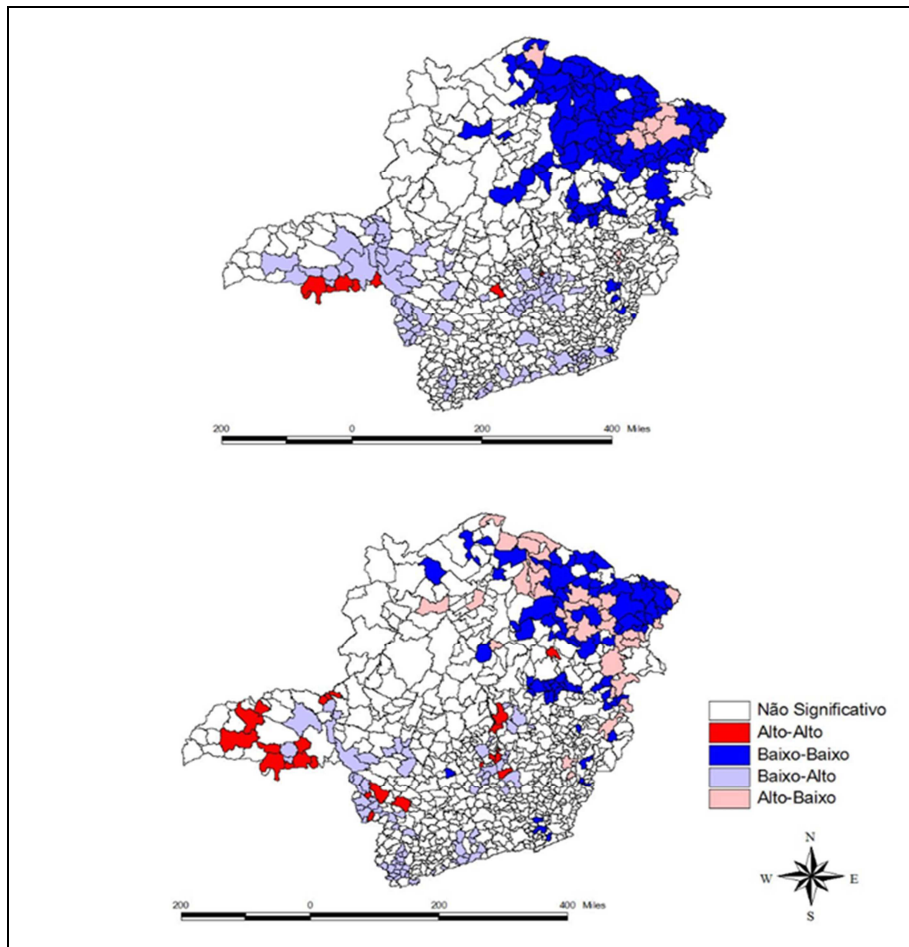 200 0 200 400 Miles
Não Significativo
Alto-Alto
Baixo-Baixo
Baixo-Alto
Alto-Baixo
N
W E
S
200 0 200 400 Miles